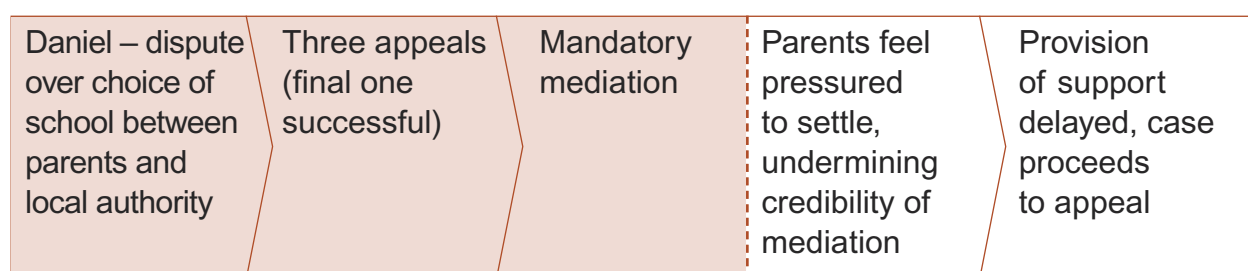 Daniel – dispute
over choice of
school between
parents and
local authority
Three appeals
(final one
successful)
Mandatory
mediation
Parents feel
pressured
to settle,
undermining
credibility of
mediation
Provision
of support
delayed, case
proceeds
to appeal